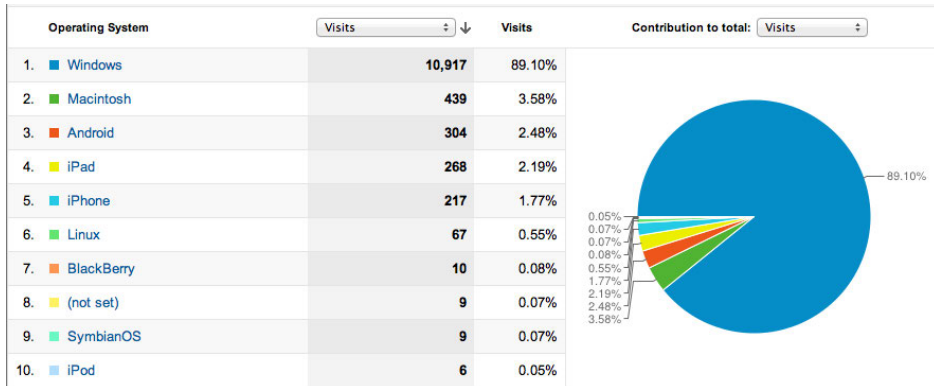 Operating System Visits Visits Contribution to total: Visits
1. Windows 10,917 89.10%
2. Macintosh 439 3.58%
3. Android 304 2.48%
4. iPad 268 2.19%
5. iPhone 217 1.77%
6. Linux 67 0.55%
7. BlackBerry 10 0.08%
8. (not set) 9 0.07%
9. SymbianOS 9 0.07%
10. iPod 6 0.05%
89.10%
0.05%
0.07%
0.07%
0.08%
0.55%
1.77%
2.19%
2.48%
3.58%